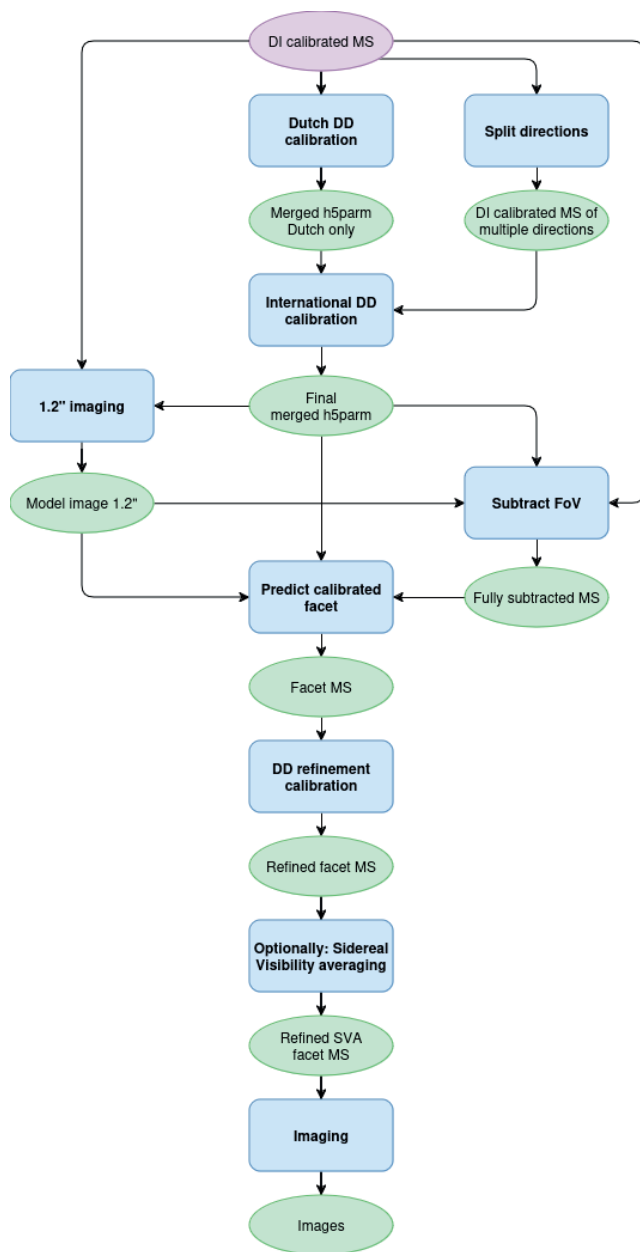 DI calibrated MS
Dutch DD
calibration
Split directions
Merged h5parm
Dutch only
DI calibrated MS of
multiple directions
International DD
calibration
1.2" imaging
Final
merged h5parm
Model image 1.2"
Subtract FoV
Predict calibrated
facet
Fully subtracted MS
Facet MS
DD refinement
calibration
Refined facet MS
Optionally: Sidereal
Visibility averaging
Refined SVA
facet MS
Imaging
Images